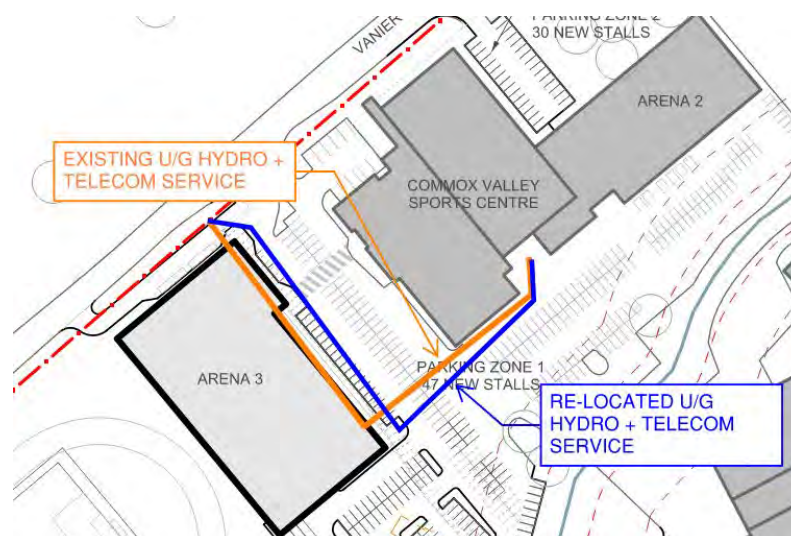 VANIER
PARKING ZONE 2
30 NEW STALLS
ARENA 2
EXISTING U/G HYDRO +
TELECOM SERVICE
COMMOX VALLEY
SPORTS CENTRE
ARENA 3
PARKING ZONE 1
47 NEW STALLS
RE-LOCATED U/G
HYDRO + TELECOM
SERVICE